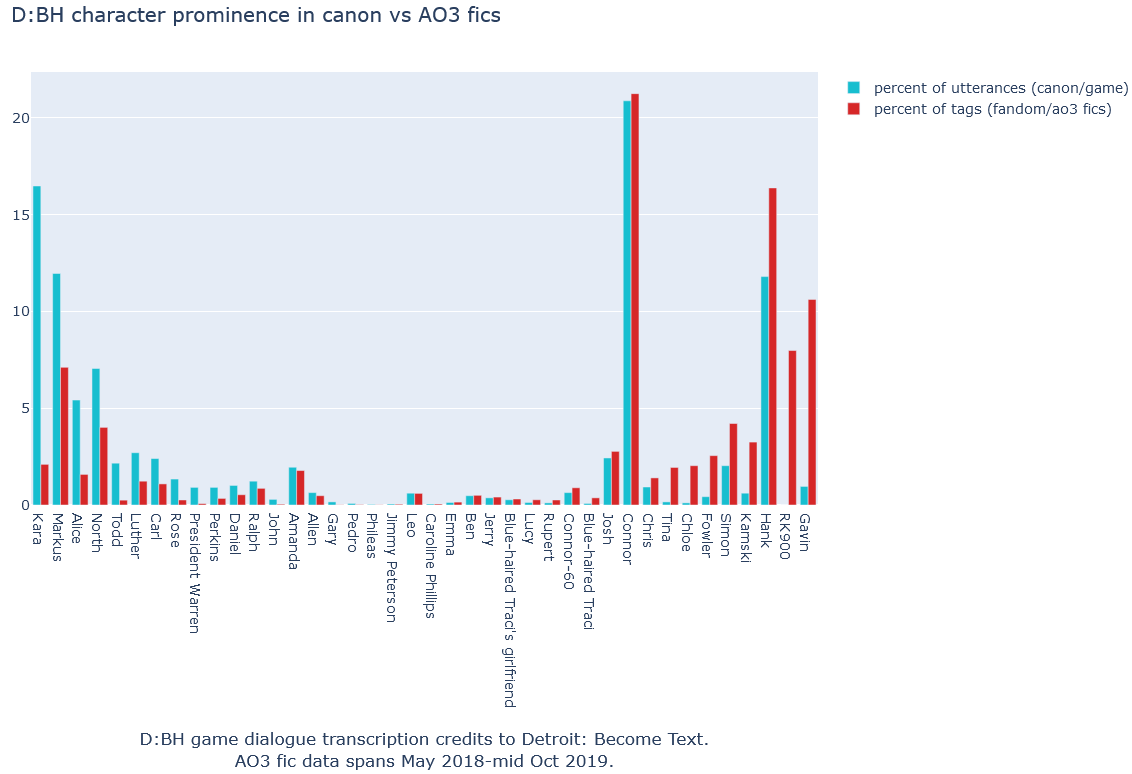 D:BH character prominence in canon vs AO3 fics
percent of utterances (canon/game)
percent of tags (fandom/ao3 fics)
20
15
10
5
0
Kara
Markus
Alice
North
Todd
Luther
Carl
Rose
President Warren
Perkins
Daniel
Ralph
John
Amanda
Allen
Gary
Pedro
Phileas
Jimmy Peterson
Leo
Caroline Phillips
Emma
Ben
Jerry
Blue-haired Traci's girlfriend
Lucy
Rupert
Connor-60
Blue-haired Traci
Josh
Connor
Chris
Tina
Chloe
Fowler
Simon
Kamski
Hank
RK900
Gavin
D:BH game dialogue transcription credits to Detroit: Become Text.
AO3 fic data spans May 2018-mid Oct 2019.